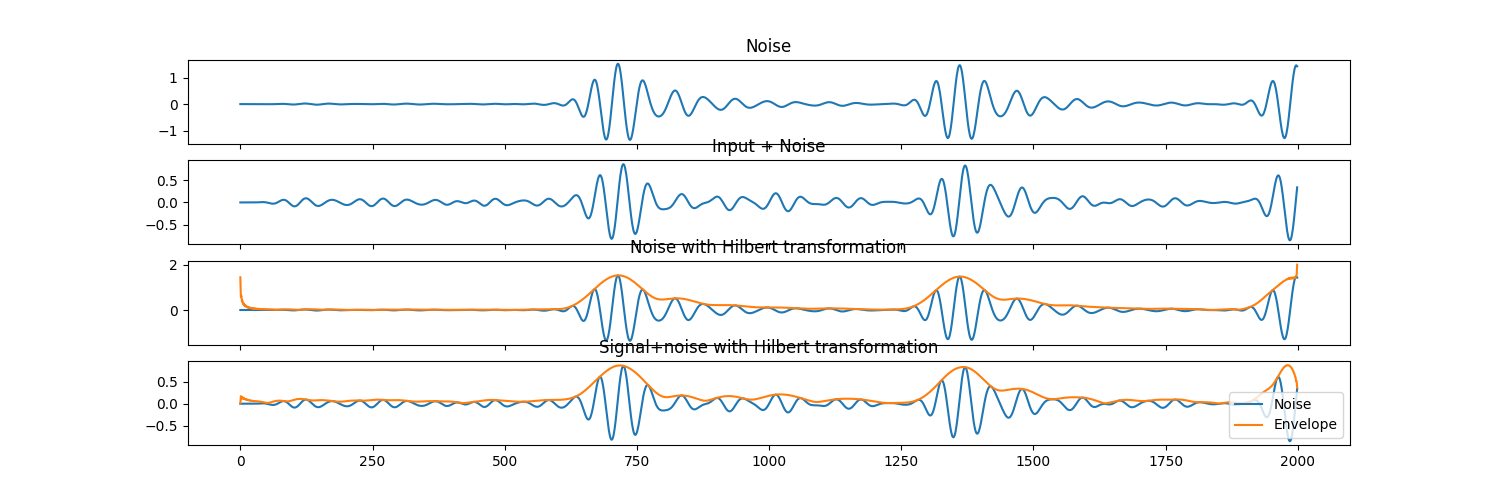 Noise
1
0
−1
Input + Noise
0.5
0.0
−0.5
Noise with Hilbert transformation
2
0
Signal+noise with Hilbert transformation
0.5
0.0
−0.5
Noise
Envelope
0 250 500 750 1000 1250 1500 1750 2000